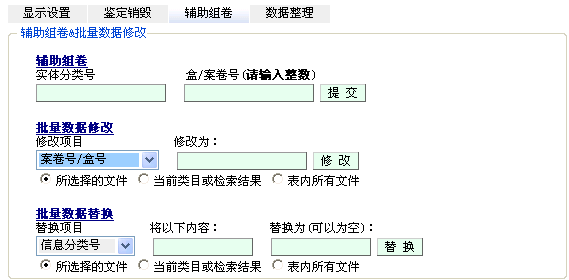 显示设置 鉴定销毁 辅助组卷 数据整理
辅助组卷&批量数据修改
辅助组卷
实体分类号 盒/案卷号(请输入整数)
提 交
批量数据修改
修改项目 修改为：
案卷号/盒号 修 改
所选择的文件 当前类目或检索结果 表内所有文件
批量数据替换
替换项目 将以下内容： 替换为(可以为空)：
信息分类号 替 换
所选择的文件 当前类目或检索结果 表内所有文件